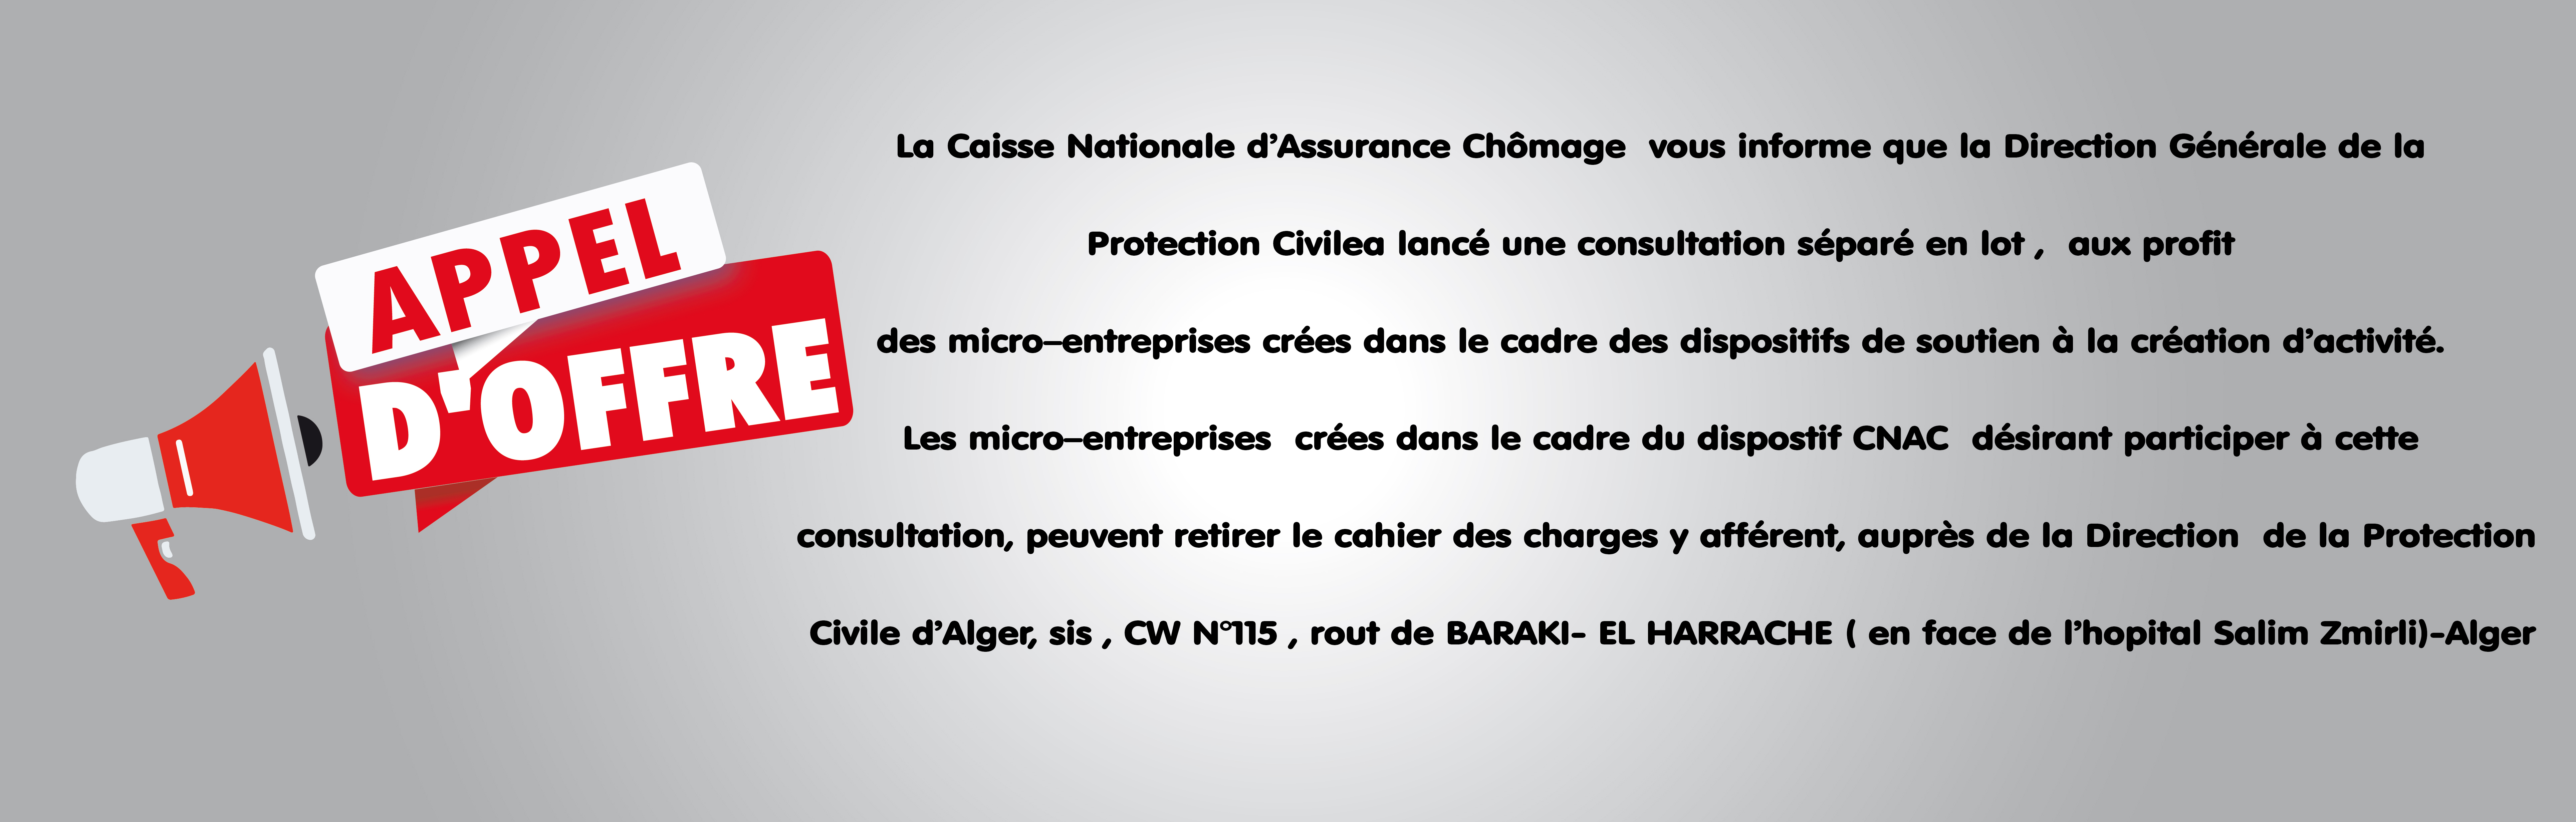 APPEL
D'OFFRE
La Caisse Nationale d’Assurance Chômage vous informe que la Direction Générale de la
Protection Civilea lancé une consultation séparé en lot , aux profit
des micro–entreprises crées dans le cadre des dispositifs de soutien à la création d’activité.
Les micro–entreprises crées dans le cadre du dispostif CNAC désirant participer à cette
consultation, peuvent retirer le cahier des charges y afférent, auprès de la Direction de la Protection
Civile d’Alger, sis , CW N°115 , rout de BARAKI- EL HARRACHE ( en face de l’hopital Salim Zmirli)-Alger